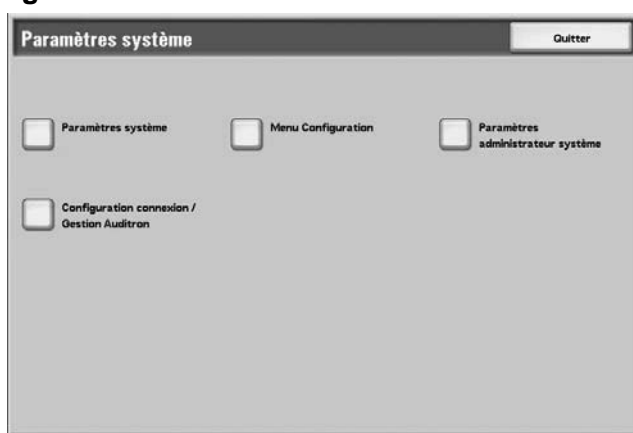 Paramètres système
Quitter
Paramètres système
Menu Configuration
Paramètres
administrateur système
Configuration connexion /
Gestion Auditron